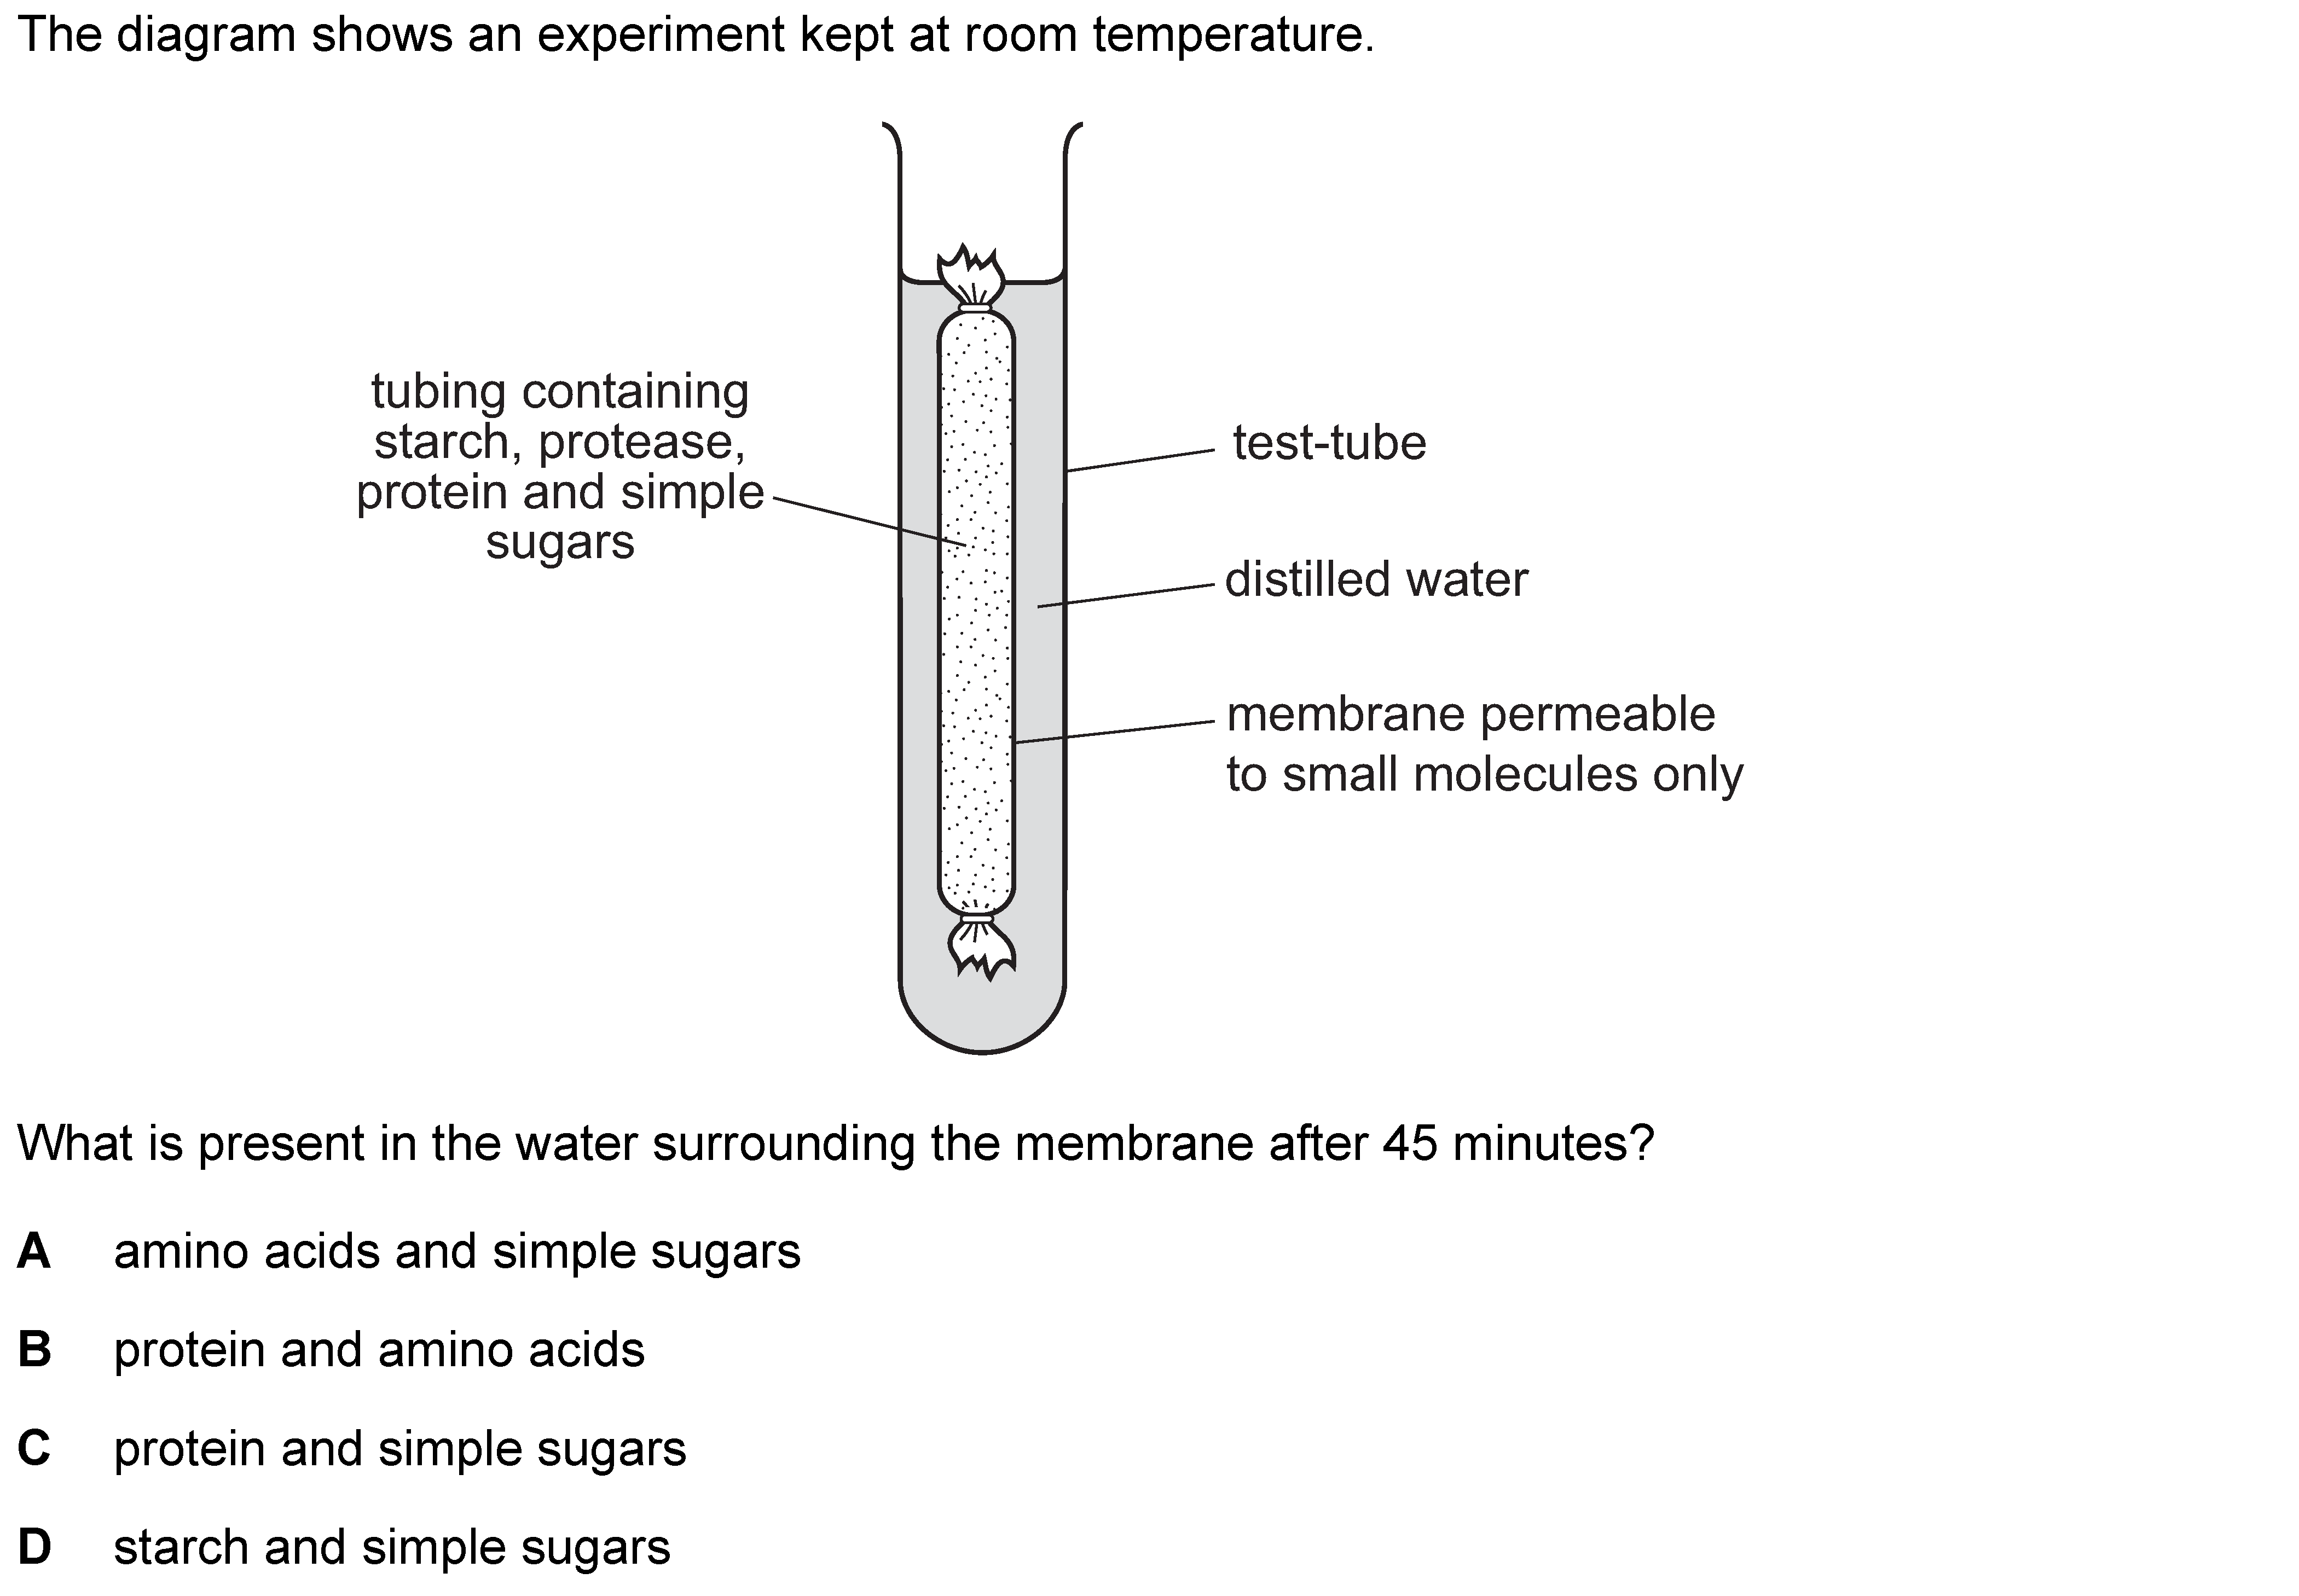 The diagram shows an experiment kept at room temperature.
tubing containing
starch, protease,
protein and simple
sugars
test-tube
distilled water
membrane permeable
to small molecules only
What is present in the water surrounding the membrane after 45 minutes?
A amino acids and simple sugars
B protein and amino acids
C protein and simple sugars
D starch and simple sugars